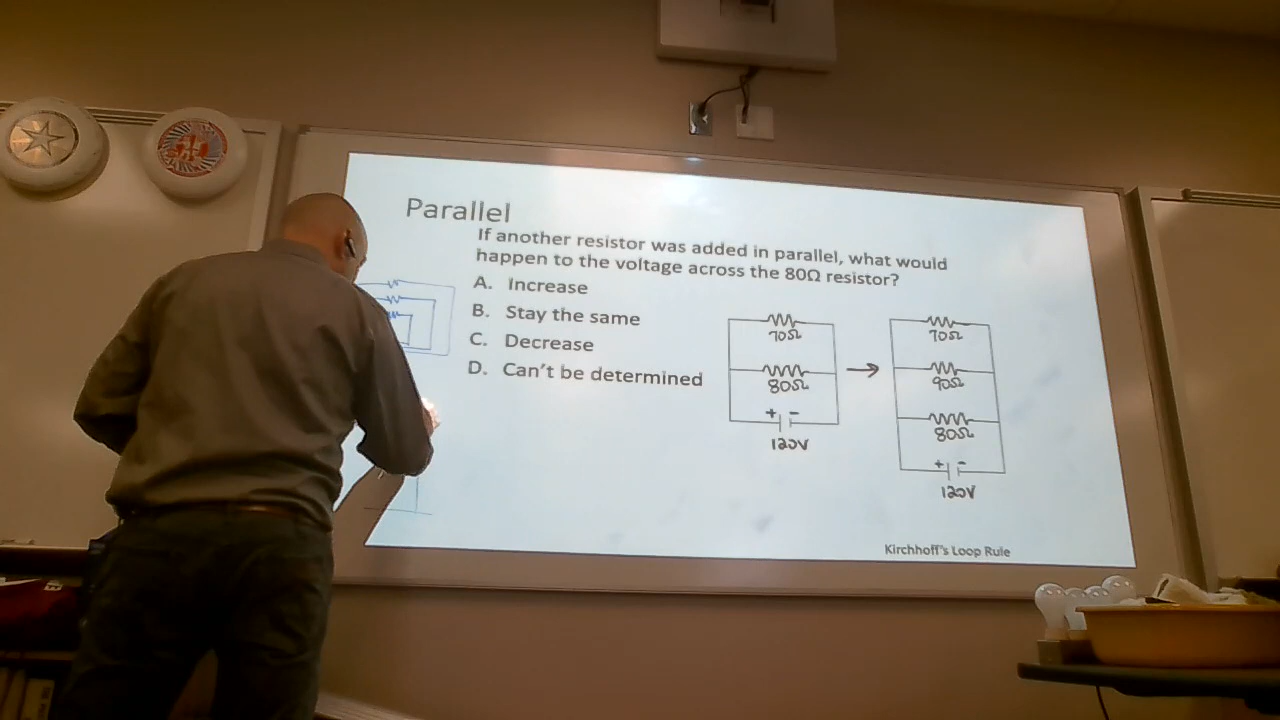 Parallel
If another resistor was added in parallel, what would
happen to the voltage across the 80Ω resistor?
A. Increase
B. Stay the same
C. Decrease
D. Can't be determined
70Ω
80Ω
+ -
120V
70Ω
90Ω
80Ω
+ -
120V
Kirchhoff's Loop Rule